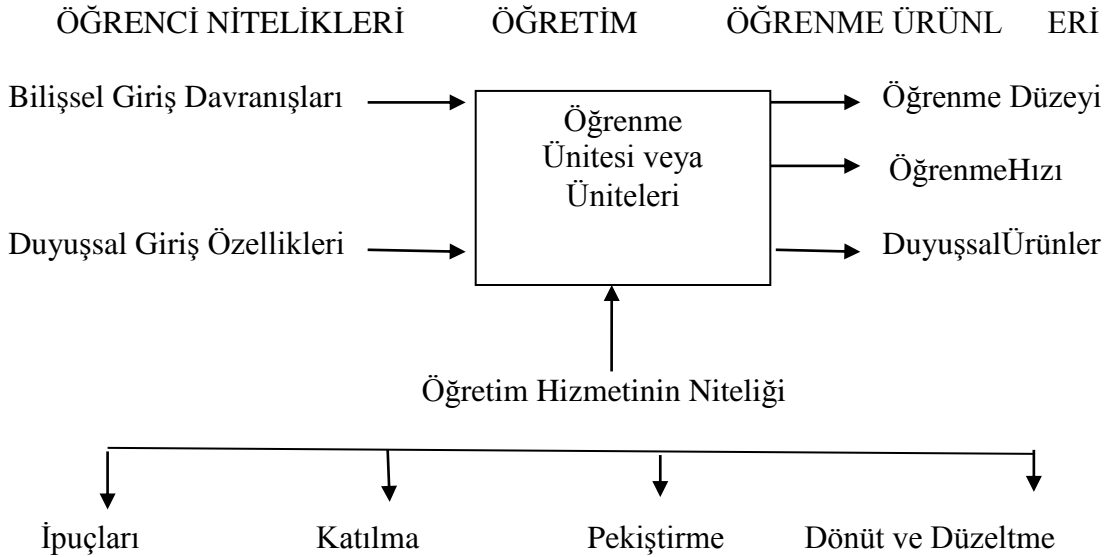 ÖĞRENCİ NİTELİKLERİ ÖĞRETİM ÖĞRENME ÜRÜNL ERİ
Bilişsel Giriş Davranışları
Öğrenme
Ünitesi veya
Üniteleri
Öğrenme Düzeyi
ÖğrenmeHızı
Duyuşsal Giriş Özellikleri
DuyuşsalÜrünler
Öğretim Hizmetinin Niteliği
İpuçları Katılma Pekiştirme Dönüt ve Düzeltme